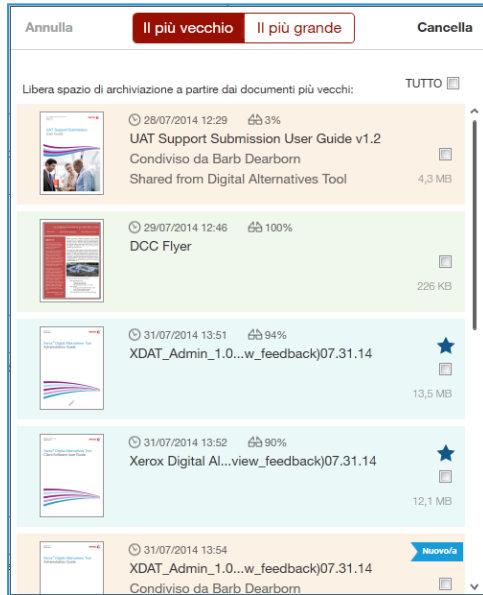 Annulla
Il più vecchio
Il più grande
Cancella
Libera spazio di archiviazione a partire dai documenti più vecchi:
TUTTO
28/07/2014 12:29 3%
UAT Support Submission User Guide v1.2
Condiviso da Barb Dearborn
Shared from Digital Alternatives Tool
4,3 MB
UAT Support Submission
User Guide
29/07/2014 12:46 100%
DCC Flyer
226 KB
31/07/2014 13:51 94%
XDAT_Admin_1.0...w_feedback)07.31.14
13,5 MB
31/07/2014 13:52 90%
Xerox Digital Al...view_feedback)07.31.14
12,1 MB
31/07/2014 13:54
Nuovo/a
XDAT_Admin_1.0...w_feedback)07.31.14
Condiviso da Barb Dearborn